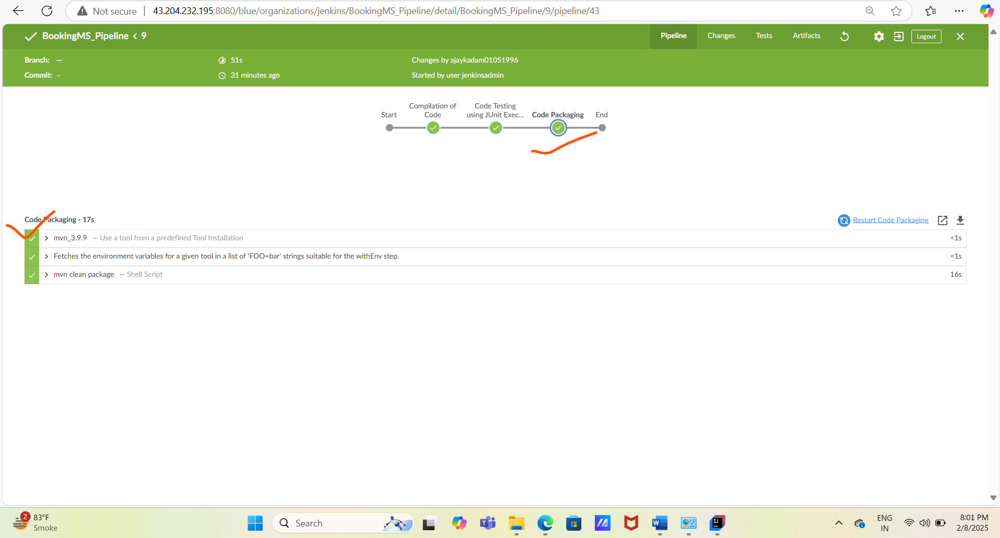 Not secure 43.204.232.195:8080/blue/organizations/jenkins/BookingMS_Pipeline/detail/BookingMS_Pipeline/9/pipeline/43
BookingMS_Pipeline < 9 Pipeline Changes Tests Artifacts Logout
Branch: — 51s Changes by ajaykadam01051996
Commit: – 31 minutes ago Started by user jenkinsadmin
Compilation of Code Testing
Start Code using JUnit Exec... Code Packaging End
Code Packaging - 17s Restart Code Packaging
mvn_3.9.9 — Use a tool from a predefined Tool Installation <1s
Fetches the environment variables for a given tool in a list of 'FOO=bar' strings suitable for the withEnv step. <1s
mvn clean package — Shell Script 16s
2 83°F
Smoke
Search
ENG
IN
8:01 PM
2/8/2025